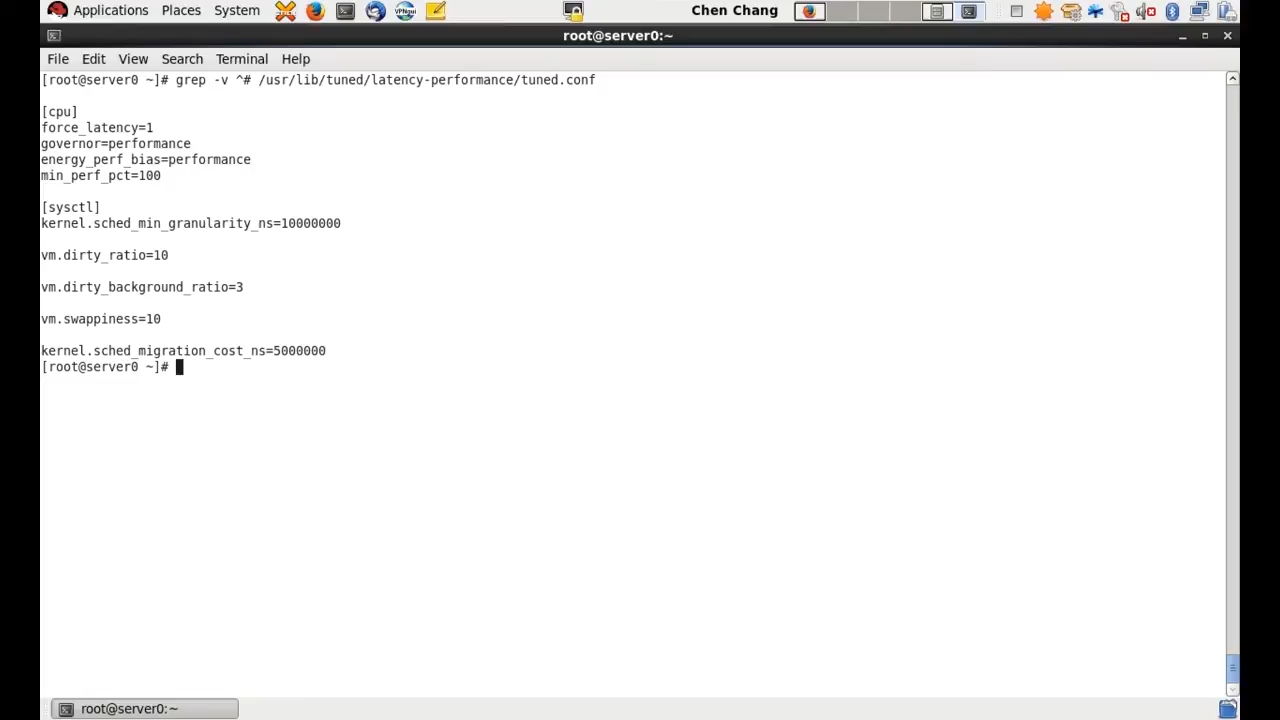 Applications Places System Chen Chang
root@server0:~
File Edit View Search Terminal Help
[root@server0 ~]# grep -v ^# /usr/lib/tuned/latency-performance/tuned.conf
[cpu]
force_latency=1
governor=performance
energy_perf_bias=performance
min_perf_pct=100
[sysctl]
kernel.sched_min_granularity_ns=10000000
vm.dirty_ratio=10
vm.dirty_background_ratio=3
vm.swappiness=10
kernel.sched_migration_cost_ns=5000000
[root@server0 ~]#
root@server0:~